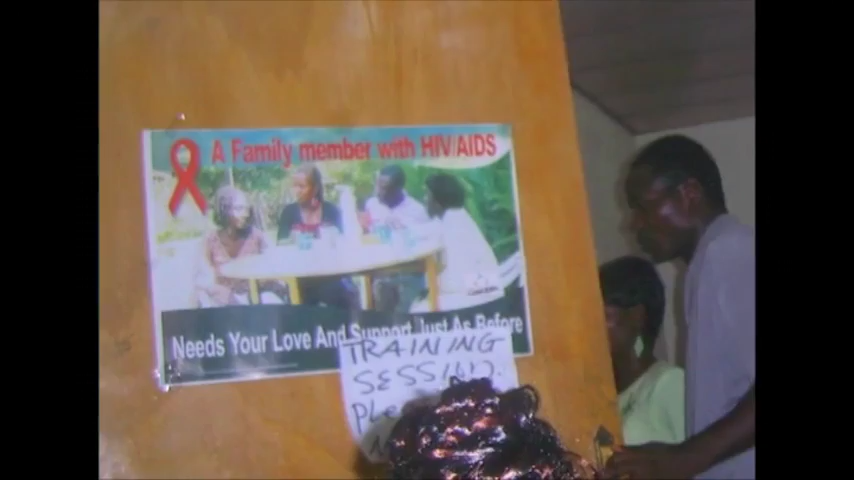 A Family member with HIV/AIDS
Needs Your Love And Support Just As Before
TRAINING
SESSION.